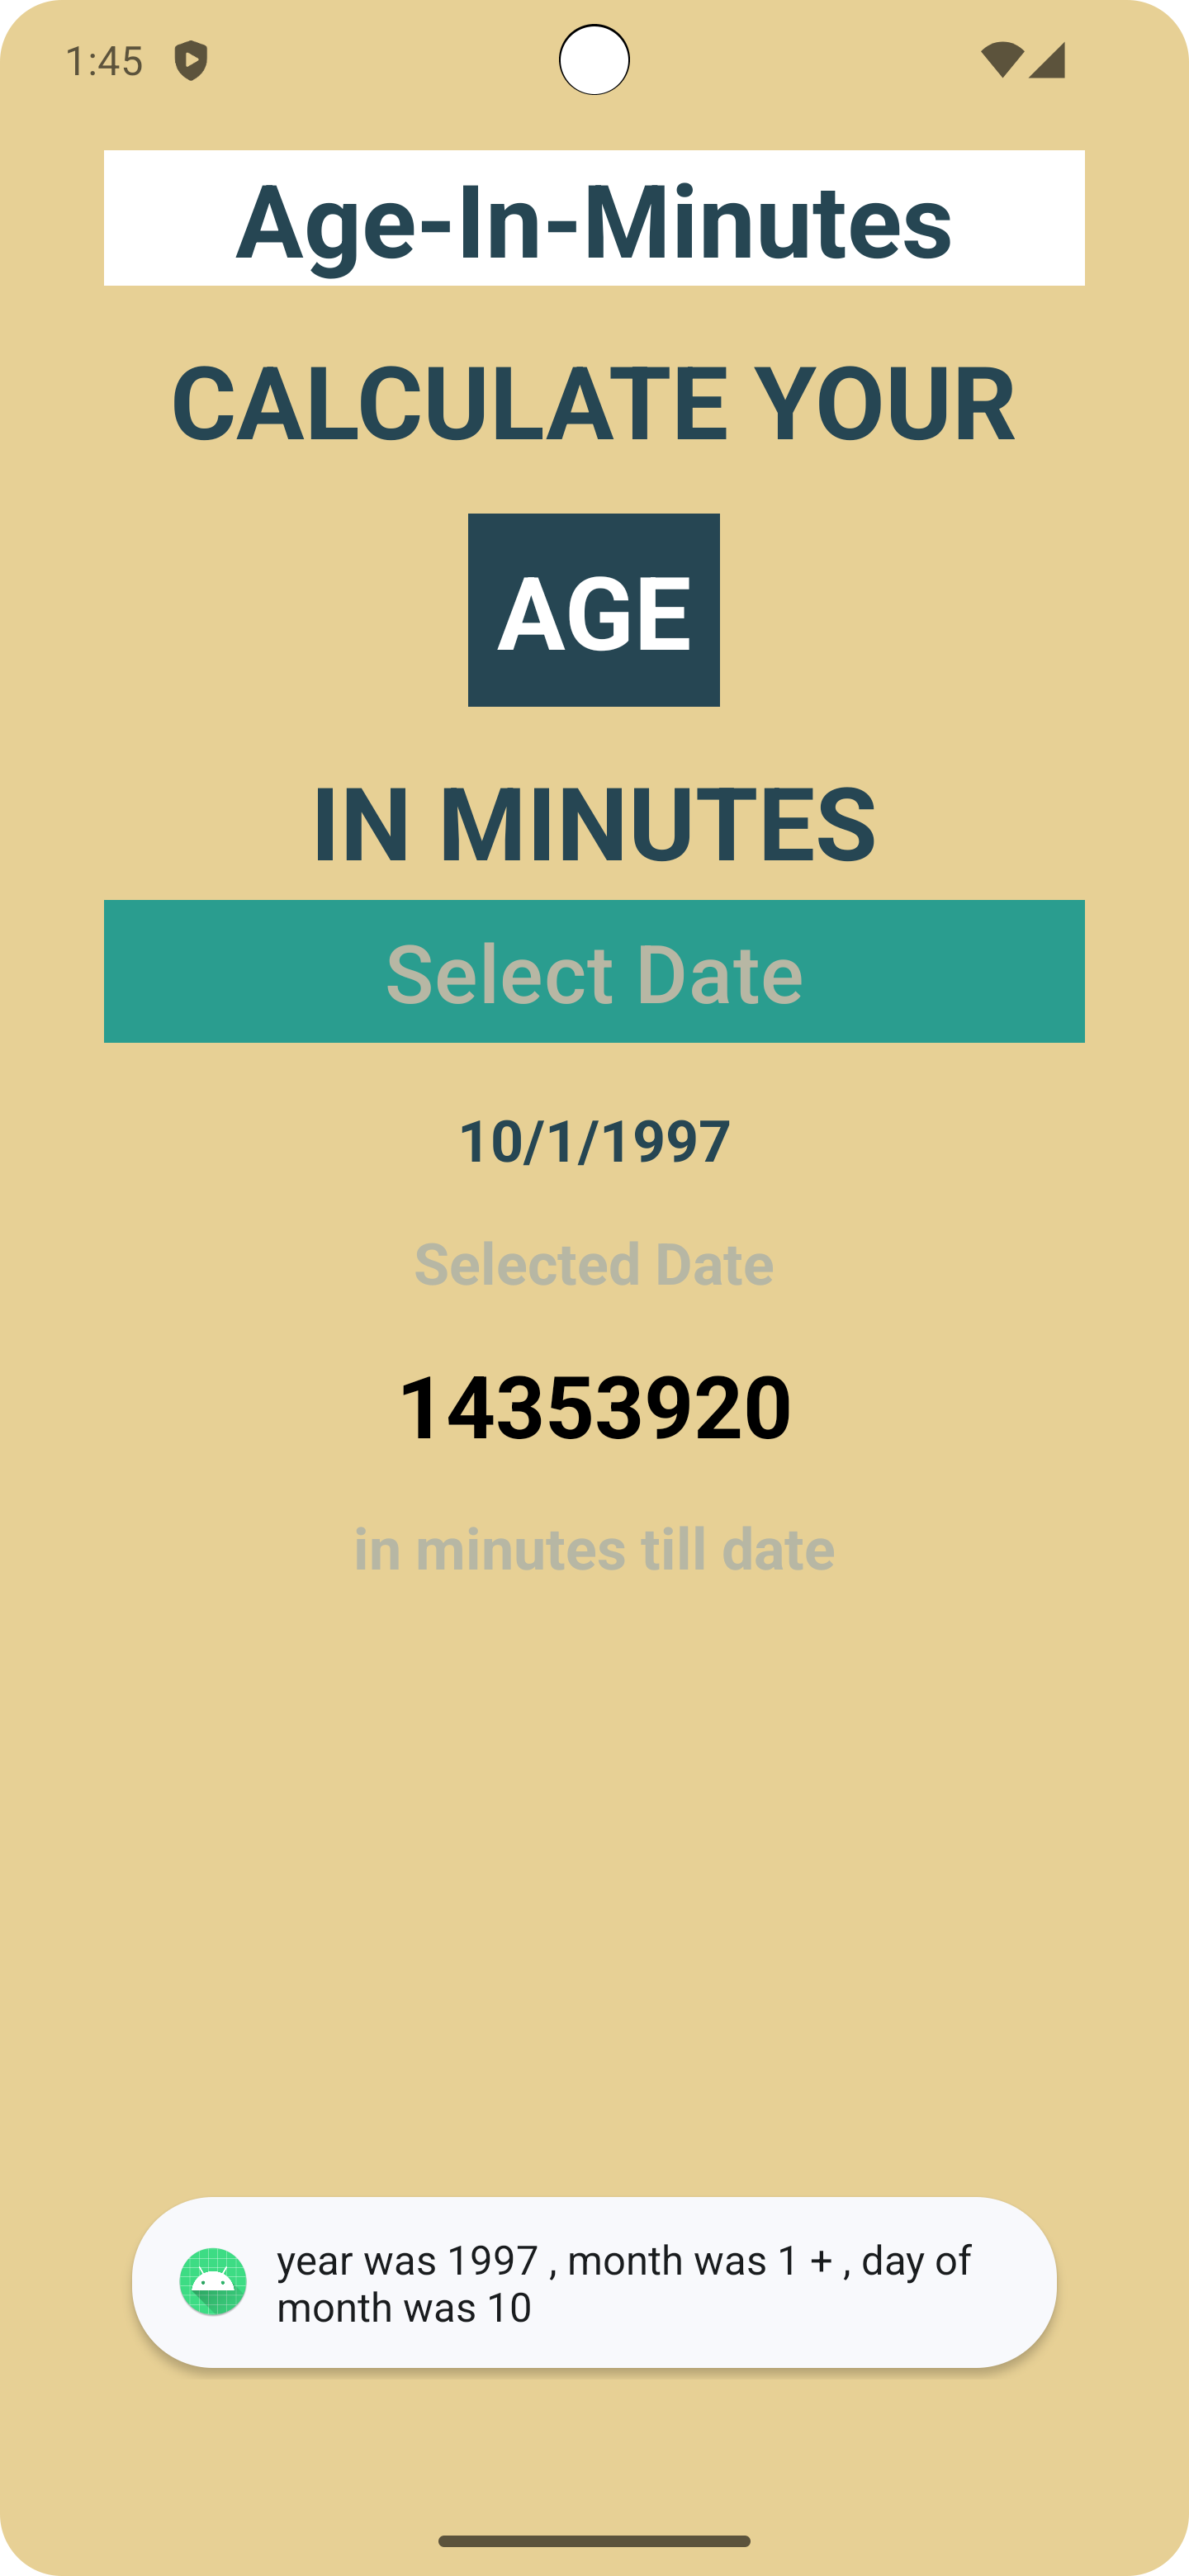 1:45
Age-In-Minutes
CALCULATE YOUR
AGE
IN MINUTES
Select Date
10/1/1997
Selected Date
14353920
in minutes till date
year was 1997 , month was 1 + , day of
month was 10